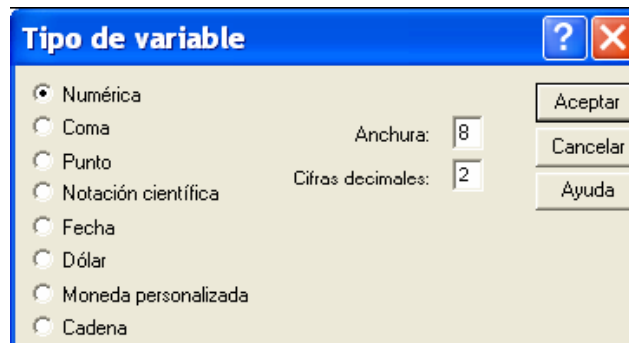 Tipo de variable
?
Numérica
Coma
Punto
Notación científica
Fecha
Dólar
Moneda personalizada
Cadena
Anchura: 8
Cifras decimales: 2
Aceptar
Cancelar
Ayuda